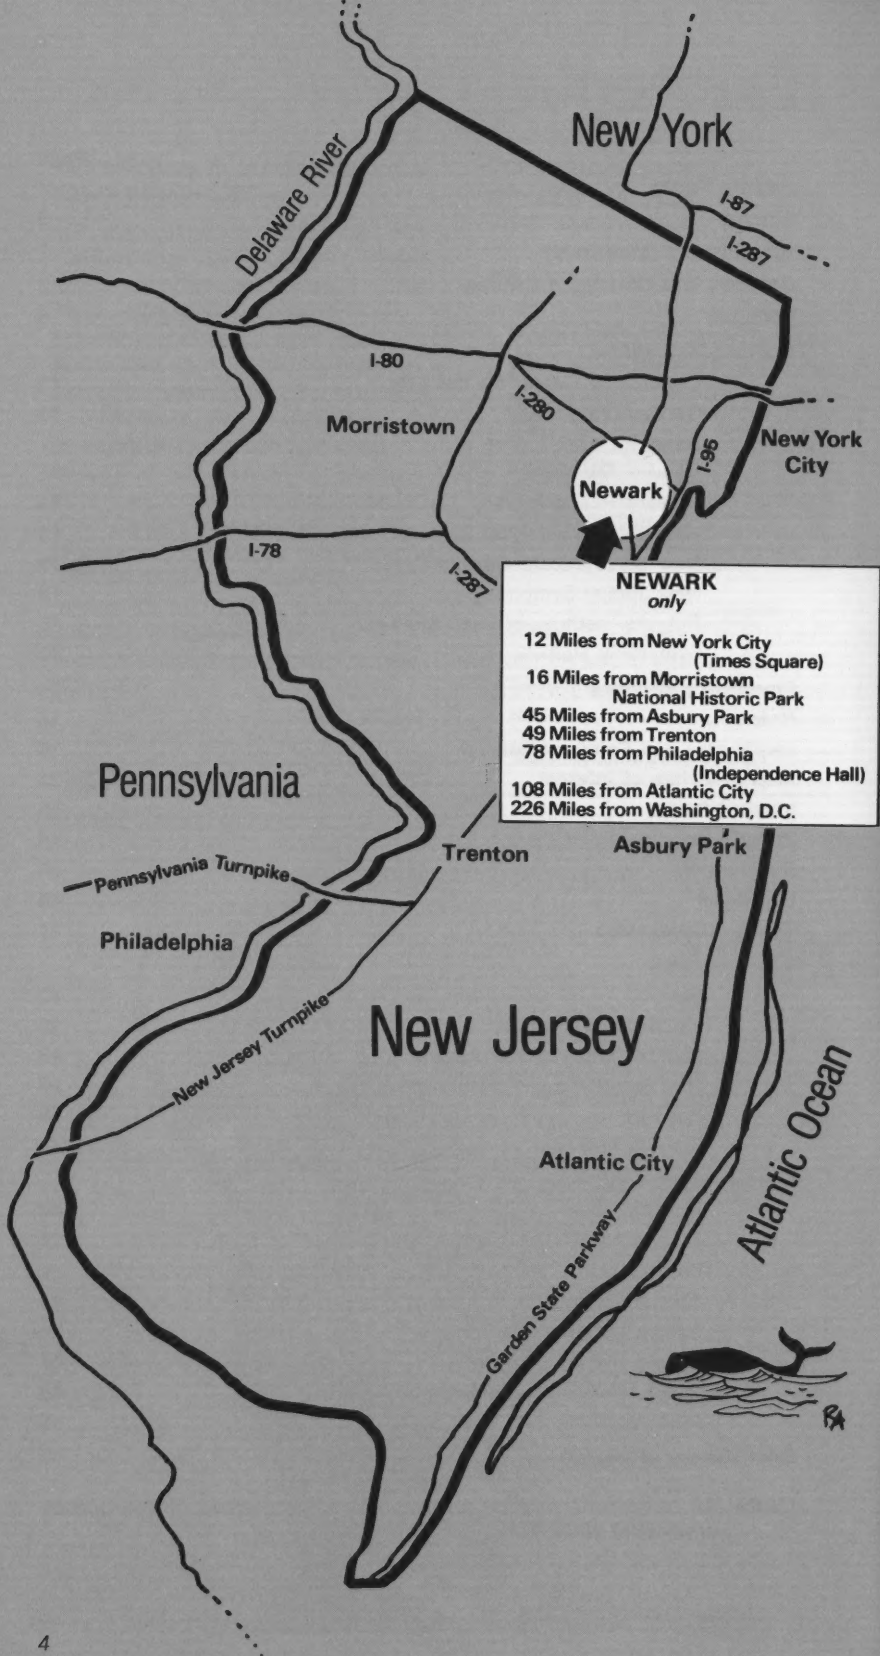 New York
Delaware River
I-87
I-287
I-80
I-280
Morristown
I-95
New York
City
Newark
I-78
I-287
NEWARK
only
12 Miles from New York City
(Times Square)
16 Miles from Morristown
National Historic Park
45 Miles from Asbury Park
49 Miles from Trenton
78 Miles from Philadelphia
(Independence Hall)
108 Miles from Atlantic City
226 Miles from Washington, D.C.
Pennsylvania
Trenton
Asbury Park
Pennsylvania Turnpike
Philadelphia
New Jersey Turnpike
New Jersey
Atlantic Ocean
Atlantic City
Garden State Parkway
RA
4